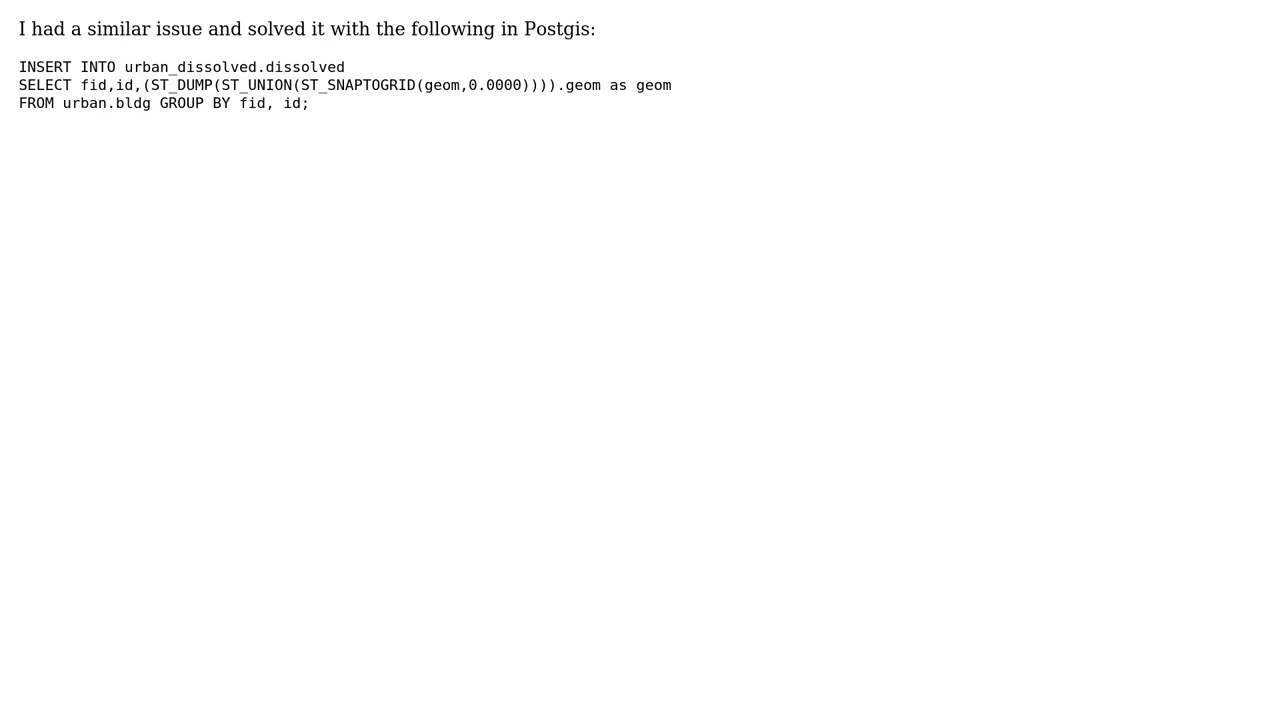 I had a similar issue and solved it with the following in Postgis:
INSERT INTO urban_dissolved.dissolved
SELECT fid,id,(ST_DUMP(ST_UNION(ST_SNAPTOGRID(geom,0.0000)))).geom as geom
FROM urban.bldg GROUP BY fid, id;